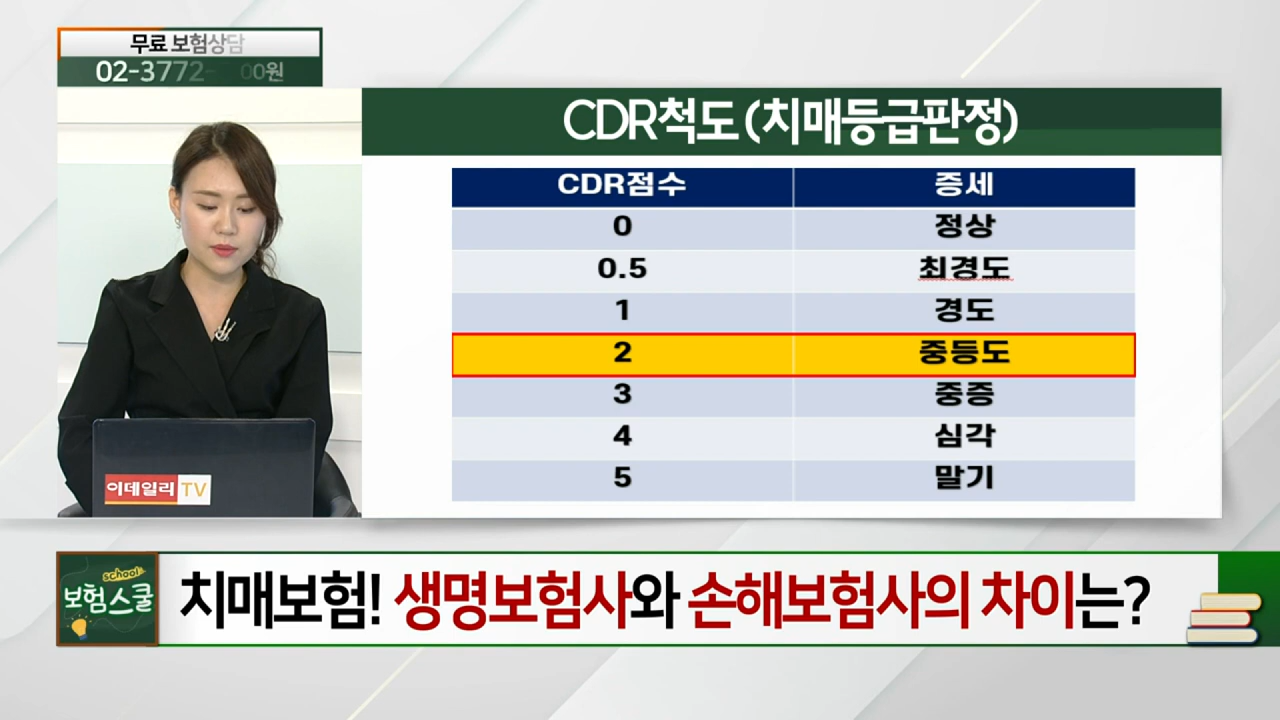 무료 보험상담
02-3772- 00원
CDR척도 (치매등급판정)
CDR점수 증세
0 정상
0.5 최경도
1 경도
2 중등도
3 중증
4 심각
5 말기
이데일리 TV
school
보험스쿨
치매보험! 생명보험사와 손해보험사의 차이는?